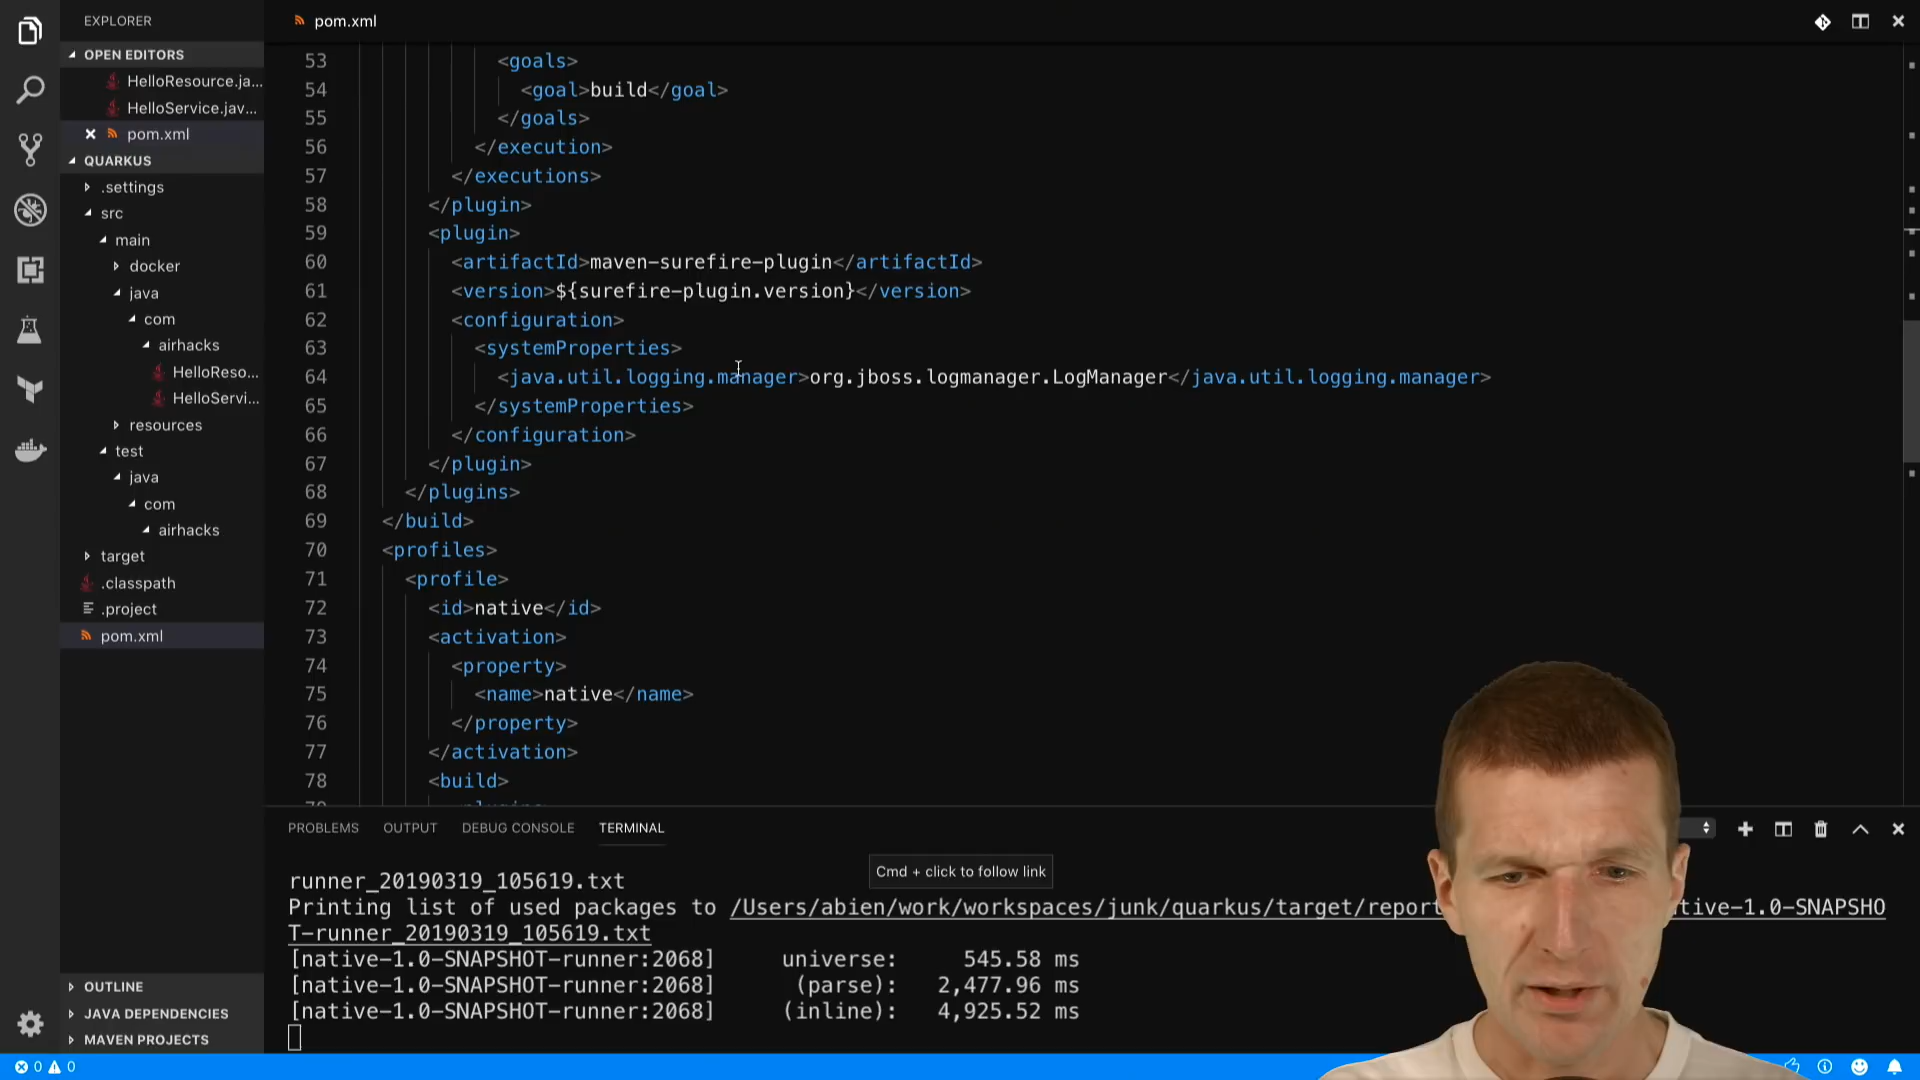 EXPLORER
OPEN EDITORS
HelloResource.ja...
HelloService.jav...
pom.xml
QUARKUS
.settings
src
main
docker
java
com
airhacks
HelloReso...
HelloServi...
resources
test
java
com
airhacks
target
.classpath
.project
pom.xml
OUTLINE
JAVA DEPENDENCIES
MAVEN PROJECTS
pom.xml
53 <goals>
54 <goal>build</goal>
55 </goals>
56 </execution>
57 </executions>
58 </plugin>
59 <plugin>
60 <artifactId>maven-surefire-plugin</artifactId>
61 <version>${surefire-plugin.version}</version>
62 <configuration>
63 <systemProperties>
64 <java.util.logging.manager>org.jboss.logmanager.LogManager</java.util.logging.manager>
65 </systemProperties>
66 </configuration>
67 </plugin>
68 </plugins>
69 </build>
70 <profiles>
71 <profile>
72 <id>native</id>
73 <activation>
74 <property>
75 <name>native</name>
76 </property>
77 </activation>
78 <build>
PROBLEMS OUTPUT DEBUG CONSOLE TERMINAL
Cmd + click to follow link
runner_20190319_105619.txt
Printing list of used packages to /Users/abien/work/workspaces/junk/quarkus/target/report tive-1.0-SNAPSHO
T-runner_20190319_105619.txt
[native-1.0-SNAPSHOT-runner:2068] universe: 545.58 ms
[native-1.0-SNAPSHOT-runner:2068] (parse): 2,477.96 ms
[native-1.0-SNAPSHOT-runner:2068] (inline): 4,925.52 ms
0 0